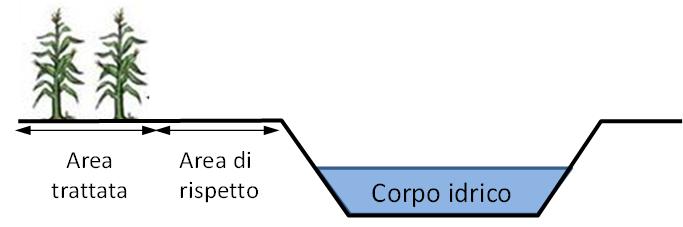 Area
trattata
Area di
rispetto
Corpo idrico